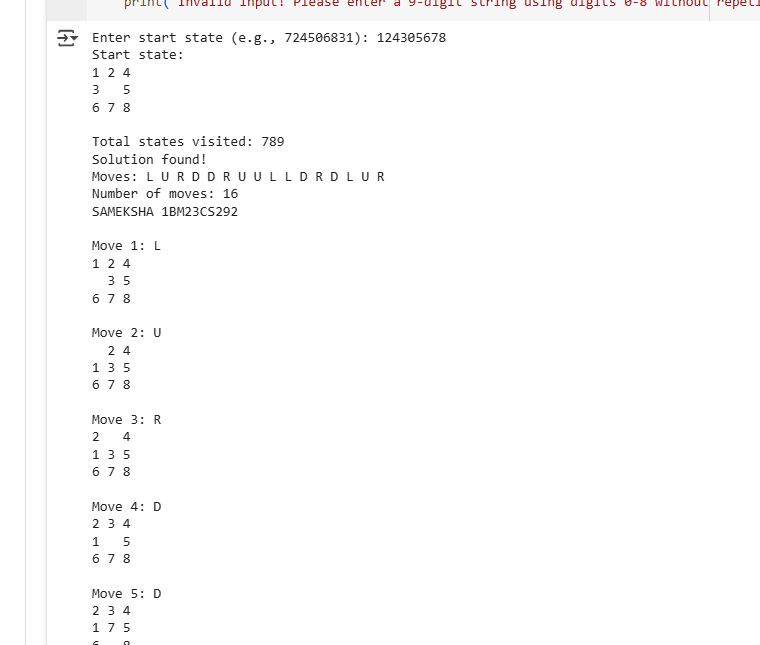 print( Invalid input! Please enter a 9-digit string using digits 0-8 without
Enter start state (e.g., 724506831): 124305678
Start state:
1 2 4
3   5
6 7 8
Total states visited: 789
Solution found!
Moves: L U R D D R U U L L D R D L U R
Number of moves: 16
SAMEKSHA 1BM23CS292
Move 1: L
1 2 4
  3 5
6 7 8
Move 2: U
  2 4
1 3 5
6 7 8
Move 3: R
2   4
1 3 5
6 7 8
Move 4: D
2 3 4
1   5
6 7 8
Move 5: D
2 3 4
1 7 5
6   8